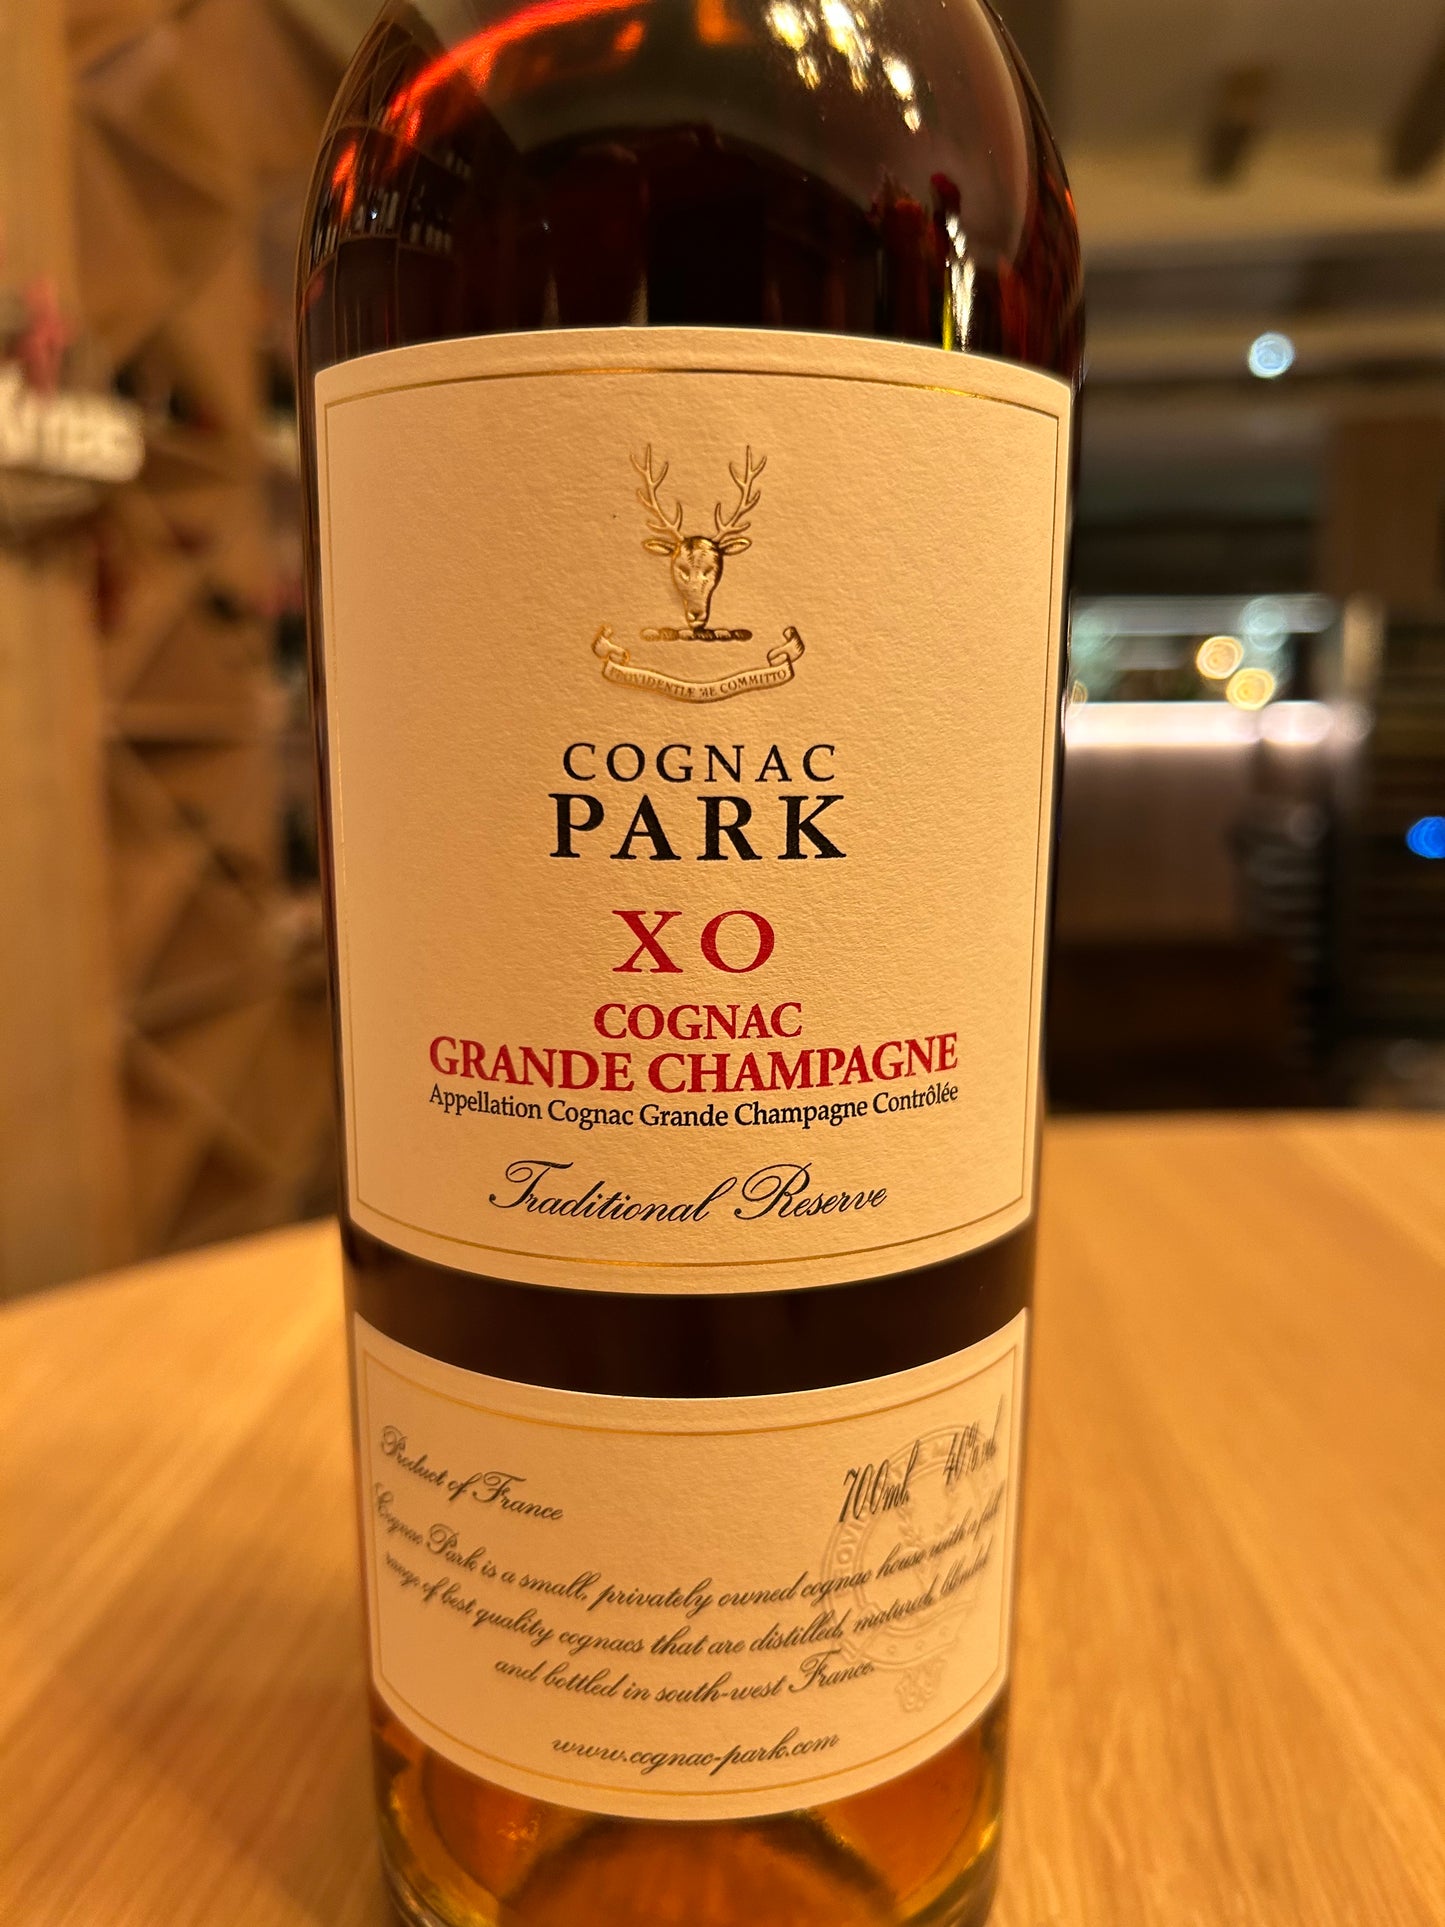 PROVIDENTIÆ ME COMMITTO
COGNAC
PARK
XO
COGNAC
GRANDE CHAMPAGNE
Appellation Cognac Grande Champagne Contrôlée
Traditional Reserve
Product of France
700ml. 40% vol.
Cognac Park is a small, privately owned cognac house with a full
range of best quality cognacs that are distilled, matured, blended
and bottled in south-west France.
www.cognac-park.com